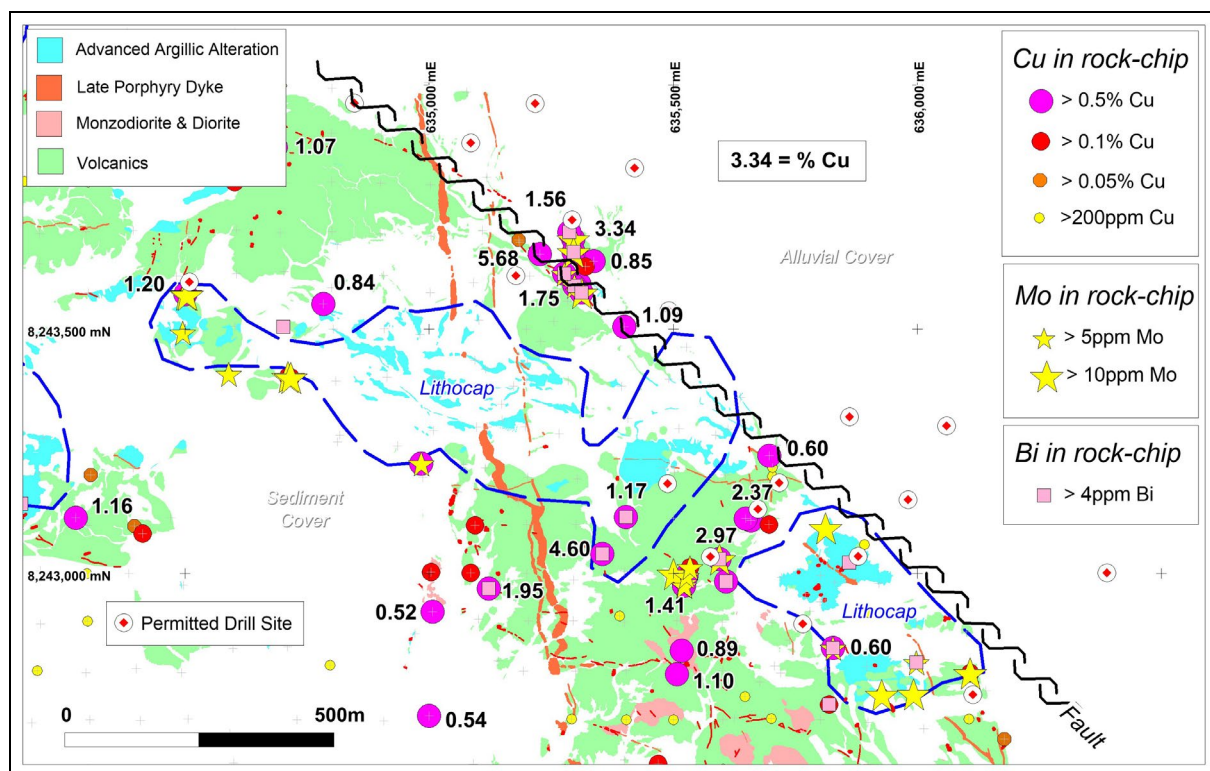 Advanced Argillic Alteration
Late Porphyry Dyke
Monzodiorite & Diorite
Volcanics
635,000 mE
635,500 mE
636,000 mE
3.34 = % Cu
Cu in rock-chip
> 0.5% Cu
> 0.1% Cu
> 0.05% Cu
>200ppm Cu
Mo in rock-chip
> 5ppm Mo
> 10ppm Mo
Bi in rock-chip
> 4ppm Bi
1.07
1.56
3.34
5.68
0.85
Alluvial Cover
1.20
0.84
1.75
1.09
8,243,500 mN
Lithocap
0.60
Sediment
Cover
1.16
1.17
2.37
2.97
4.60
8,243,000 mN
1.95
1.41
0.52
Lithocap
Permitted Drill Site
0.89
0.60
1.10
0.54
Fault
0
500m